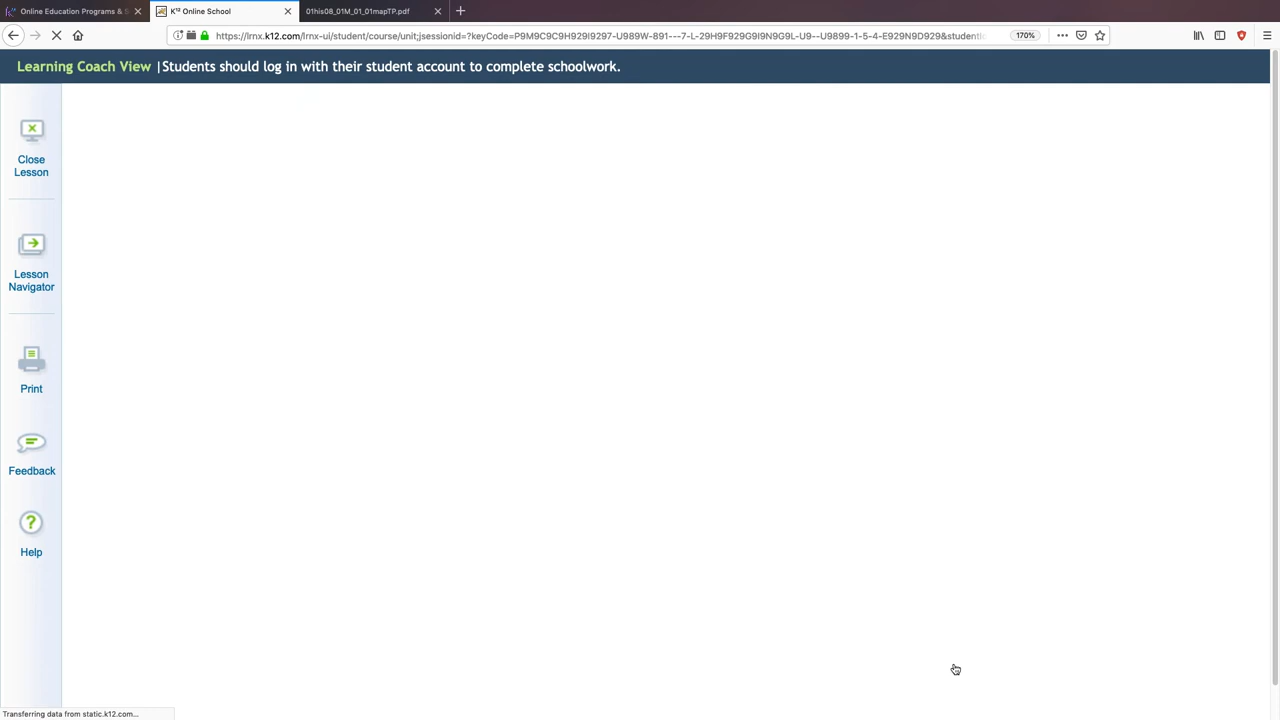 Online Education Programs & S
K¹² Online School
01his08_01M_01_01mapTP.pdf
https://lrnx.k12.com/lrnx-ui/student/course/unit;jsessionid=?keyCode=P9M9C9C9H929I9297-U989W-891---7-L-29H9F929G9I9N9G9L-U9--U9899-1-5-4-E929N9D929&studentI
170%
Learning Coach View |Students should log in with their student account to complete schoolwork.
Close
Lesson
Lesson
Navigator
Print
Feedback
Help
Transferring data from static.k12.com...